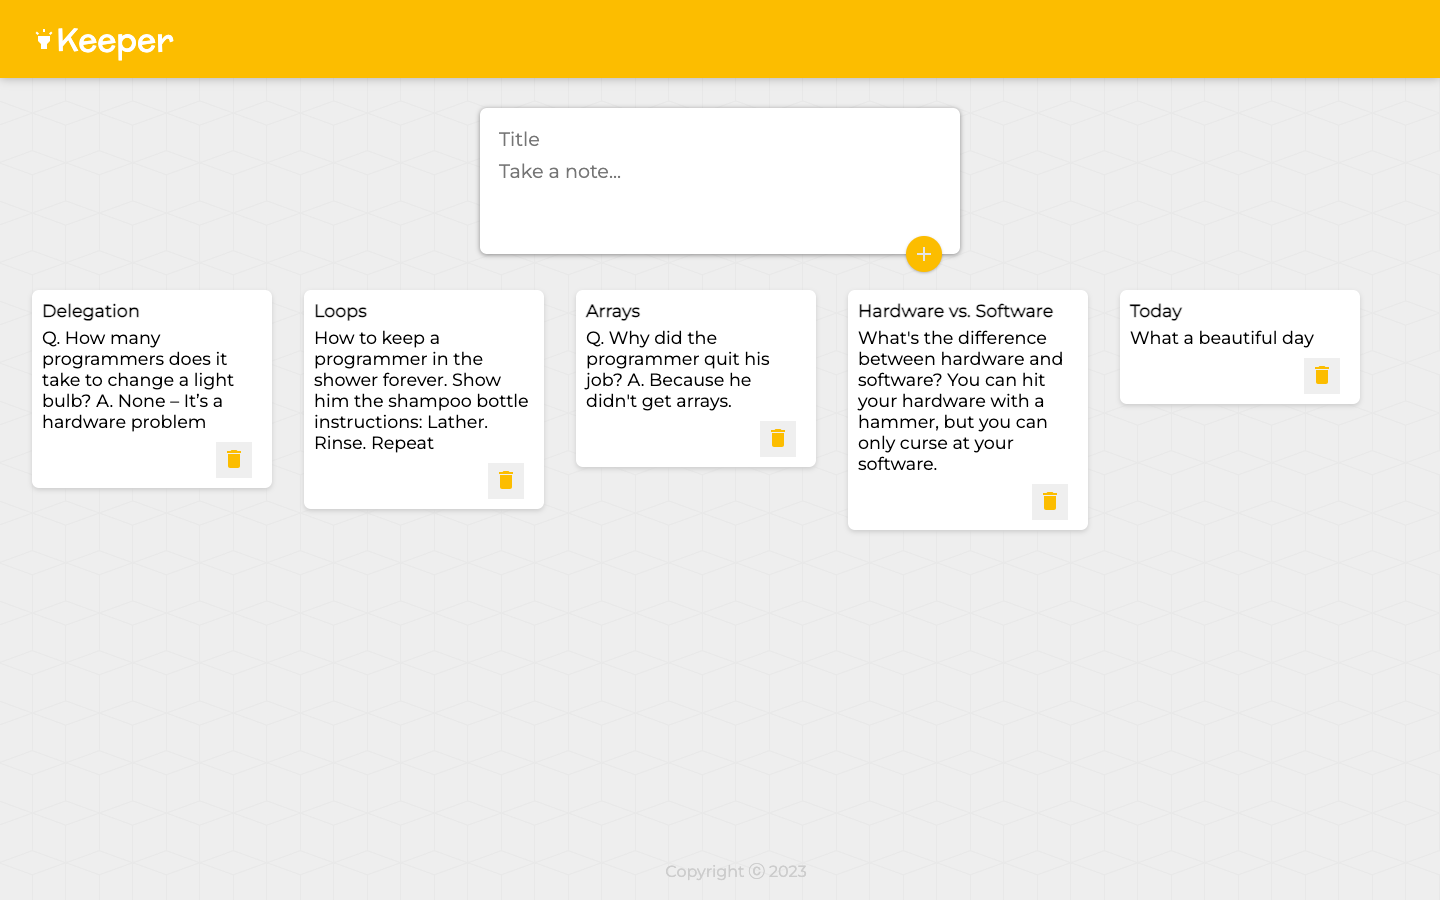 Keeper
Title
Take a note...
Delegation
Q. How many
programmers does it
take to change a light
bulb? A. None – It’s a
hardware problem
Loops
How to keep a
programmer in the
shower forever. Show
him the shampoo bottle
instructions: Lather.
Rinse. Repeat
Arrays
Q. Why did the
programmer quit his
job? A. Because he
didn't get arrays.
Hardware vs. Software
What's the difference
between hardware and
software? You can hit
your hardware with a
hammer, but you can
only curse at your
software.
Today
What a beautiful day
Copyright ⓒ 2023